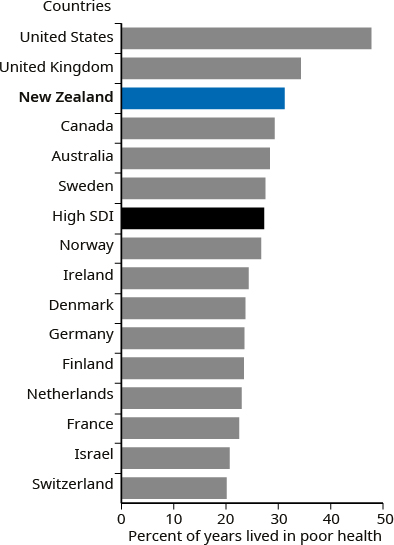 Countries
United States
United Kingdom
New Zealand
Canada
Australia
Sweden
High SDI
Norway
Ireland
Denmark
Germany
Finland
Netherlands
France
Israel
Switzerland
0 10 20 30 40 50
Percent of years lived in poor health